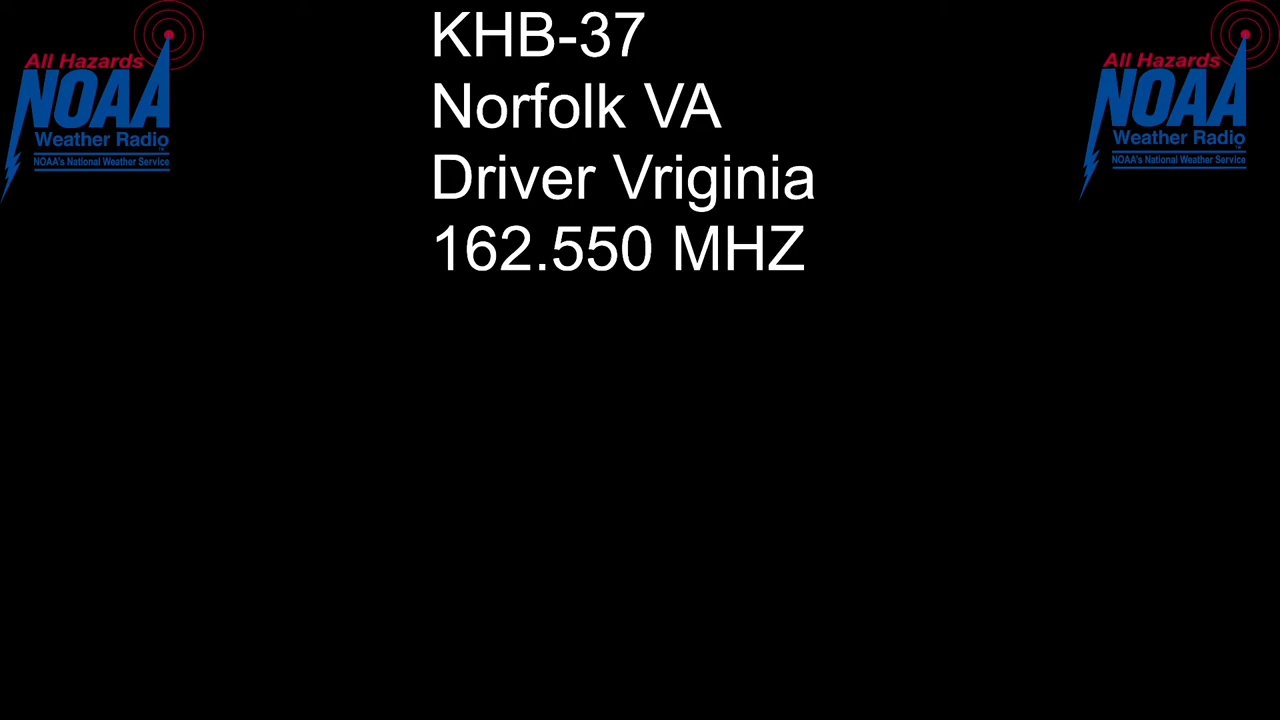 KHB-37
Norfolk VA
Driver Vriginia
162.550 MHZ
All Hazards
NOAA
Weather Radio
NOAA's National Weather Service
All Hazards
NOAA
Weather Radio
NOAA's National Weather Service